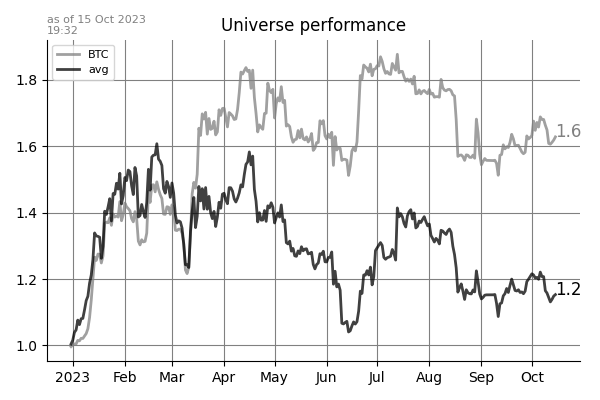 as of 15 Oct 2023
19:32
Universe performance
BTC
avg
1.8
1.6
1.4
1.2
1.0
1.6
1.2
2023 Feb Mar Apr May Jun Jul Aug Sep Oct